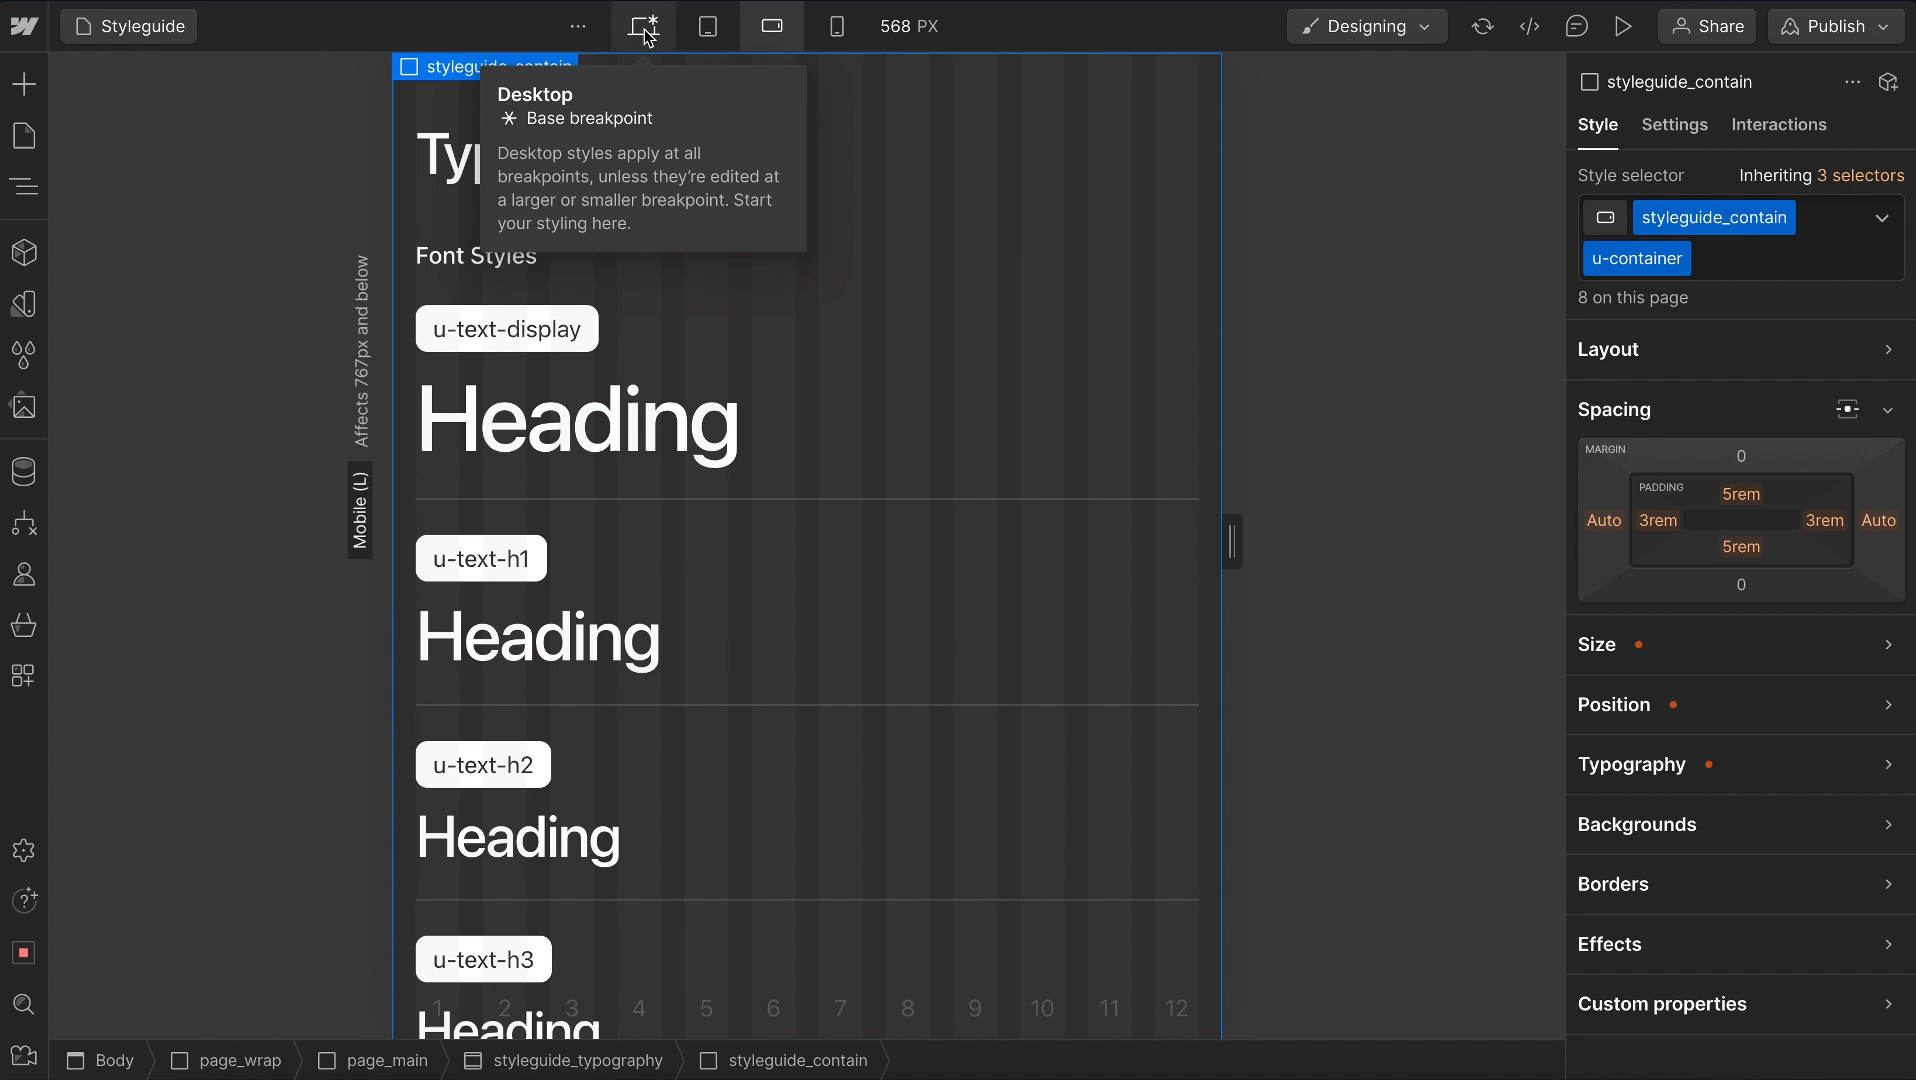 Styleguide
568 PX
Designing
Share
Publish
Desktop
Base breakpoint
Desktop styles apply at all
breakpoints, unless they're edited at
a larger or smaller breakpoint. Start
your styling here.
Font Styles
u-text-display
Heading
u-text-h1
Heading
u-text-h2
Heading
u-text-h3
Heading
1 2 3 4 5 6 7 8 9 10 11 12
Affects 767px and below
Mobile (L)
styleguide_contain
Style Settings Interactions
Style selector Inheriting 3 selectors
styleguide_contain
u-container
8 on this page
Layout
Spacing
MARGIN
0
PADDING
5rem
Auto 3rem 3rem Auto
5rem
0
Size
Position
Typography
Backgrounds
Borders
Effects
Custom properties
Body page_wrap page_main styleguide_typography styleguide_contain